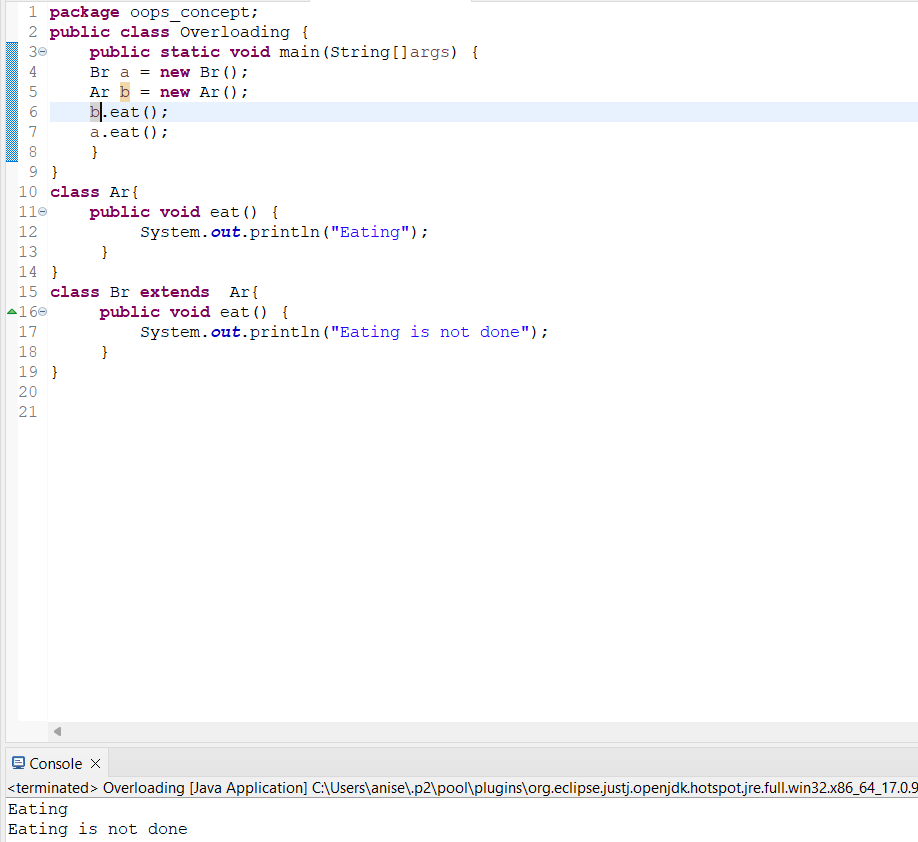 1 package oops_concept;
2 public class Overloading {
3 public static void main(String[]args) {
4 Br a = new Br();
5 Ar b = new Ar();
6 b.eat();
7 a.eat();
8 }
9 }
10 class Ar{
11 public void eat() {
12 System.out.println("Eating");
13 }
14 }
15 class Br extends  Ar{
16 public void eat() {
17 System.out.println("Eating is not done");
18 }
19 }
20
21
Console
<terminated> Overloading [Java Application] C:\Users\anise\.p2\pool\plugins\org.eclipse.justj.openjdk.hotspot.jre.full.win32.x86_64_17.0.9
Eating
Eating is not done